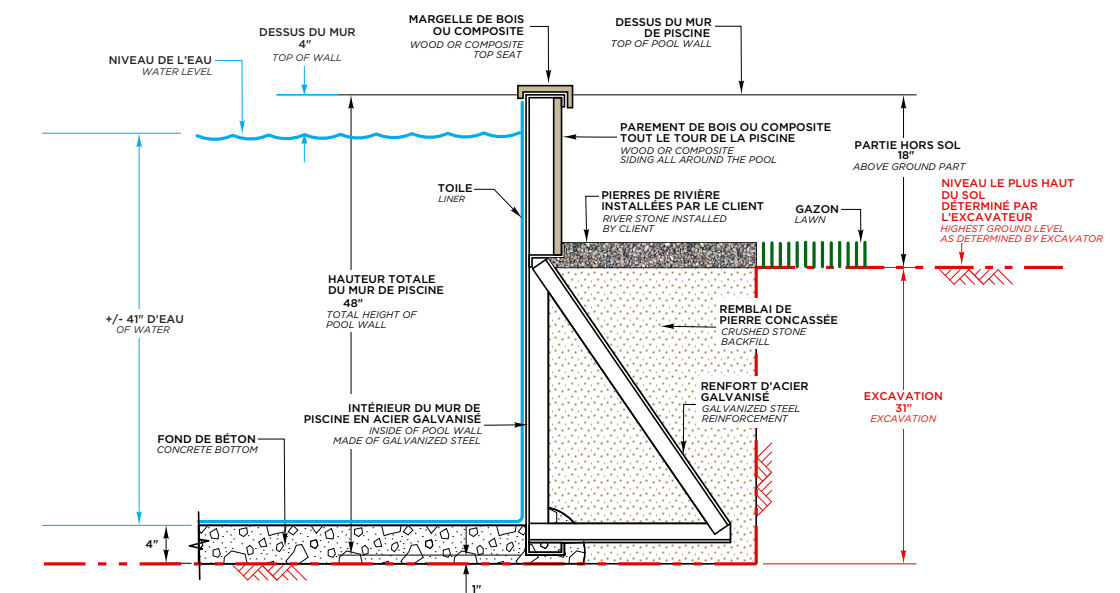 MARGELLE DE BOIS
OU COMPOSITE
WOOD OR COMPOSITE
TOP SEAT
DESSUS DU MUR
DE PISCINE
TOP OF POOL WALL
DESSUS DU MUR
4"
TOP OF WALL
NIVEAU DE L'EAU
WATER LEVEL
PAREMENT DE BOIS OU COMPOSITE
TOUT LE TOUR DE LA PISCINE
WOOD OR COMPOSITE
SIDING ALL AROUND THE POOL
PARTIE HORS SOL
18"
ABOVE GROUND PART
TOILE
LINER
PIERRES DE RIVIÈRE
INSTALLÉES PAR LE CLIENT
RIVER STONE INSTALLED
BY CLIENT
GAZON
LAWN
NIVEAU LE PLUS HAUT
DU SOL
DÉTERMINÉ PAR
L'EXCAVATEUR
HIGHEST GROUND LEVEL
AS DETERMINED BY EXCAVATOR
HAUTEUR TOTALE
DU MUR DE PISCINE
48"
TOTAL HEIGHT OF
POOL WALL
+/- 41" D'EAU
OF WATER
REMBLAI DE
PIERRE CONCASSÉE
CRUSHED STONE
BACKFILL
RENFORT D'ACIER
GALVANISÉ
GALVANIZED STEEL
REINFORCEMENT
EXCAVATION
31"
EXCAVATION
INTÉRIEUR DU MUR DE
PISCINE EN ACIER GALVANISÉ
INSIDE OF POOL WALL
MADE OF GALVANIZED STEEL
FOND DE BÉTON
CONCRETE BOTTOM
4"
1"